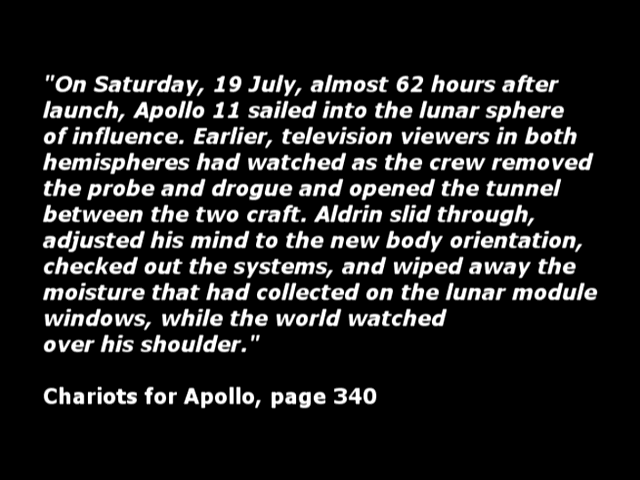 "On Saturday, 19 July, almost 62 hours after
launch, Apollo 11 sailed into the lunar sphere
of influence. Earlier, television viewers in both
hemispheres had watched as the crew removed
the probe and drogue and opened the tunnel
between the two craft. Aldrin slid through,
adjusted his mind to the new body orientation,
checked out the systems, and wiped away the
moisture that had collected on the lunar module
windows, while the world watched
over his shoulder."
Chariots for Apollo, page 340